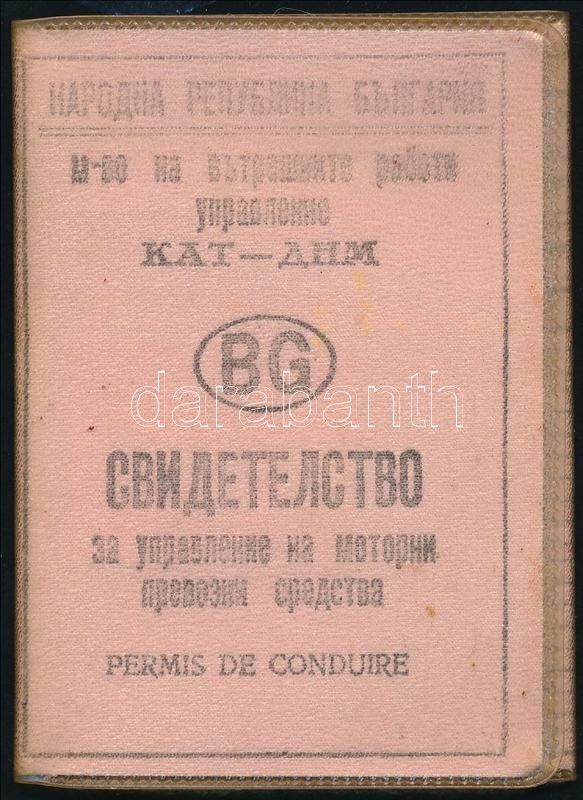 НАРОДНА РЕПУБЛИКА БЪЛГАРИЯ
М-во на вътрешните работи
управление
КАТ—ДНМ
BG
darabanth
СВИДЕТЕЛСТВО
за управление на моторни
превозни средства
PERMIS DE CONDUIRE